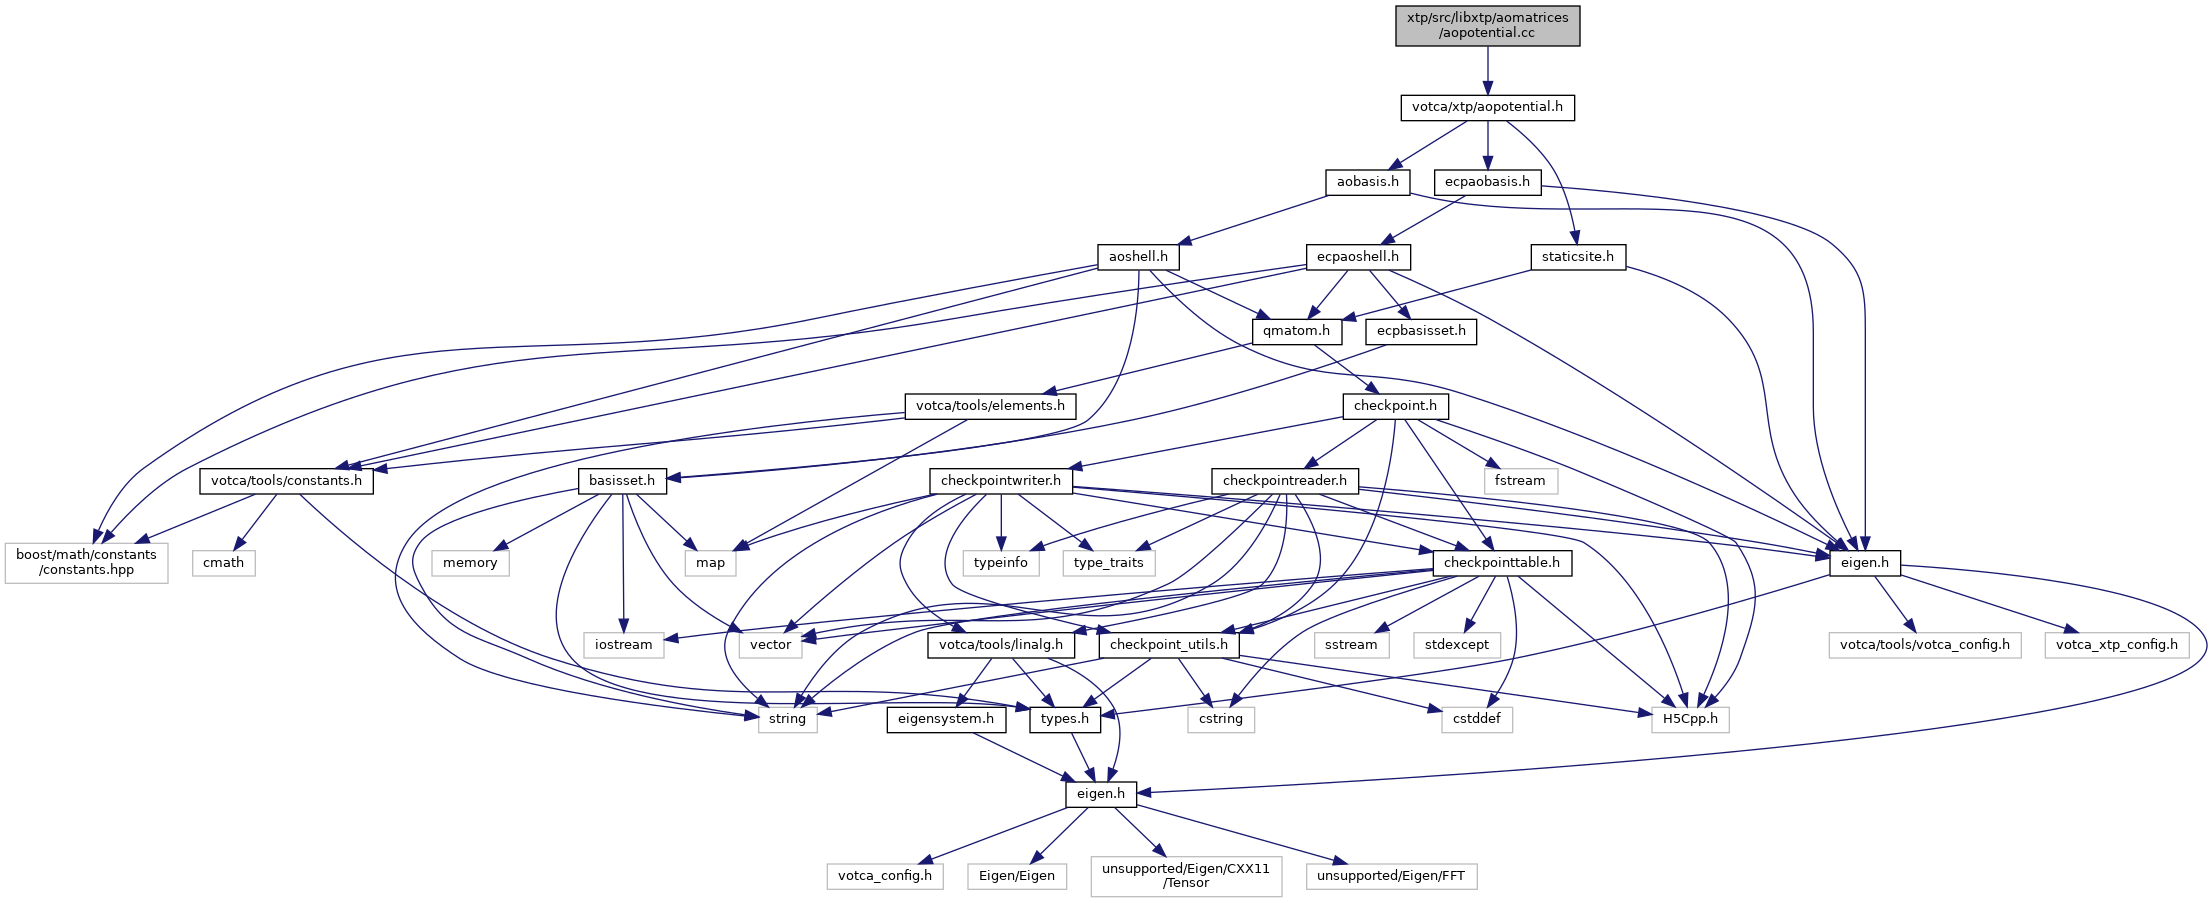 xtp/src/libxtp/aomatrices
/aopotential.cc
votca/xtp/aopotential.h
aobasis.h
ecpaobasis.h
aoshell.h
ecpaoshell.h
staticsite.h
qmatom.h
ecpbasisset.h
votca/tools/elements.h
checkpoint.h
votca/tools/constants.h
basisset.h
checkpointwriter.h
checkpointreader.h
fstream
boost/math/constants
/constants.hpp
cmath
memory
map
typeinfo
type_traits
checkpointtable.h
eigen.h
iostream
vector
votca/tools/linalg.h
checkpoint_utils.h
sstream
stdexcept
votca/tools/votca_config.h
votca_xtp_config.h
string
eigensystem.h
types.h
cstring
cstddef
H5Cpp.h
eigen.h
votca_config.h
Eigen/Eigen
unsupported/Eigen/CXX11
/Tensor
unsupported/Eigen/FFT